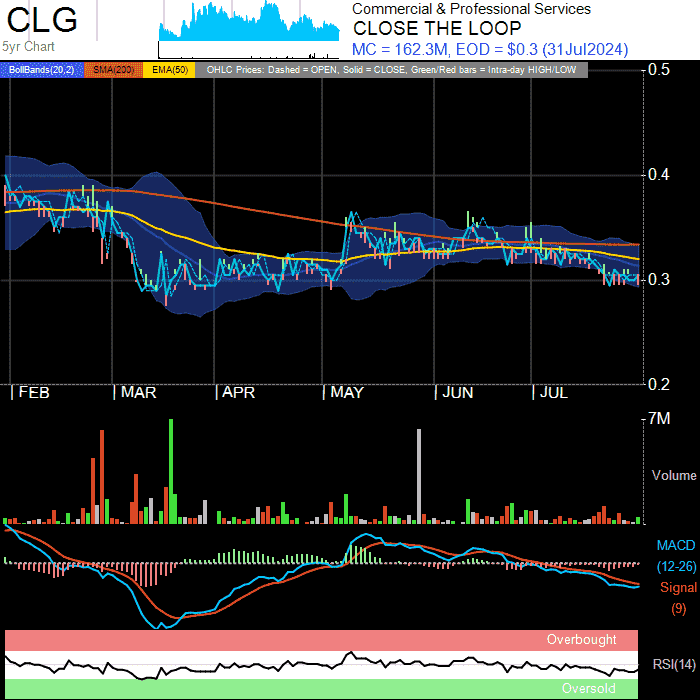 CLG
5yr Chart
Commercial & Professional Services
CLOSE THE LOOP
MC = 162.3M, EOD = $0.3 (31Jul2024)
BollBands(20,2) SMA(200) EMA(50) OHLC Prices: Dashed = OPEN, Solid = CLOSE, Green/Red bars = Intra-day HIGH/LOW
0.5
0.4
0.3
0.2
FEB MAR APR MAY JUN JUL
7M
Volume
MACD
(12-26)
Signal
(9)
Overbought
RSI(14)
Oversold